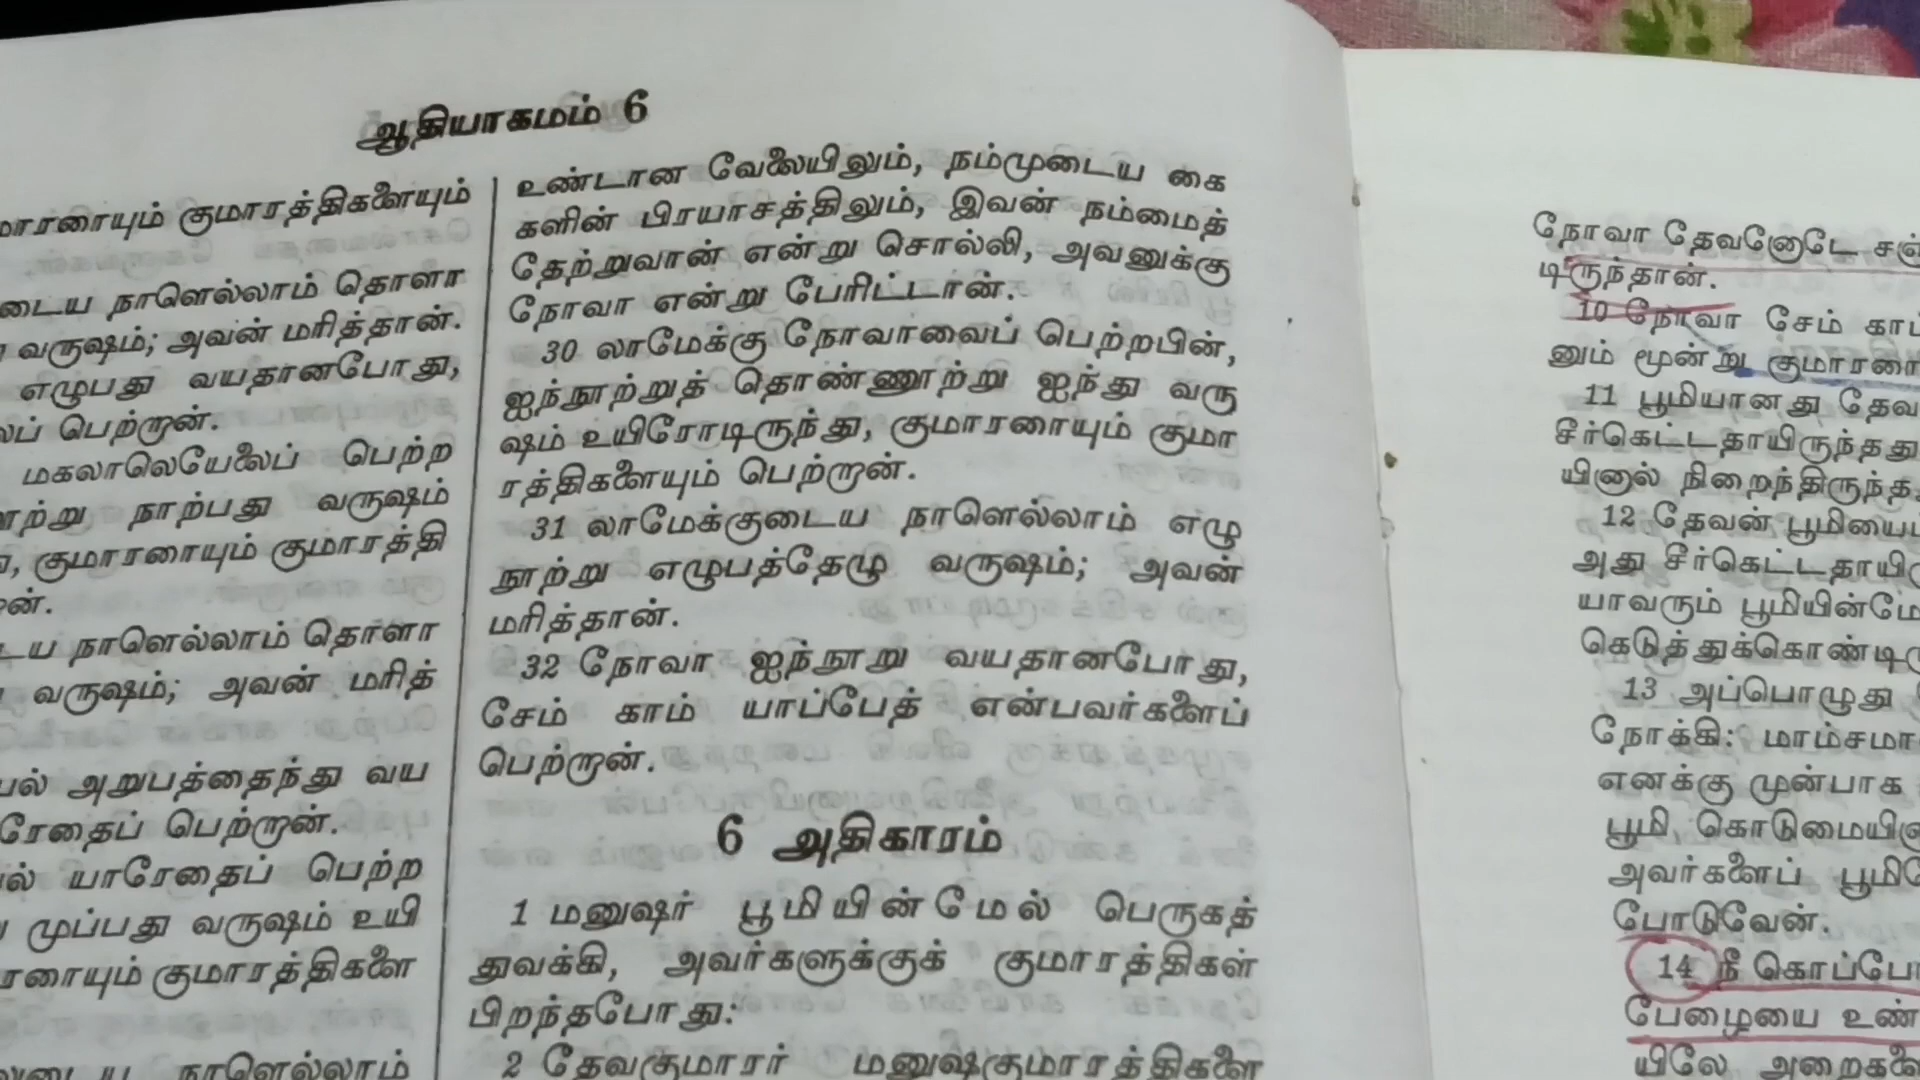 ஆதியாகமம் 6
குமாரத்திகளையும்
நாளெல்லாம் தொளா
வருஷம்; அவன் மரித்தான்.
எழுபது வயதானபோது,
பெற்றான்.
மகலாலெயேலைப் பெற்ற
நாற்பது வருஷம்
குமாரரையும் குமாரத்தி
நாளெல்லாம் தொளா
வருஷம்; அவன் மரித்
அறுபத்தைந்து வய
பெற்றான்.
யாரேதைப் பெற்ற
முப்பது வருஷம் உயி
குமாரத்திகளை
நாளெல்லாம்
உண்டான வேலையிலும், நம்முடைய கை
களின் பிரயாசத்திலும், இவன் நம்மைத்
தேற்றுவான் என்று சொல்லி, அவனுக்கு
நோவா என்று பேரிட்டான்.
30 லாமேக்கு நோவாவைப் பெற்றபின்,
ஐந்நூற்றுத் தொண்ணூற்று ஐந்து வரு
ஷம் உயிரோடிருந்து, குமாரரையும் குமா
ரத்திகளையும் பெற்றான்.
31 லாமேக்குடைய நாளெல்லாம் எழு
நூற்று எழுபத்தேழு வருஷம்; அவன்
மரித்தான்.
32 நோவா ஐந்நூறு வயதானபோது,
சேம் காம் யாப்பேத் என்பவர்களைப்
பெற்றான்.
6 அதிகாரம்
1 மனுஷர் பூமியின்மேல் பெருகத்
துவக்கி, அவர்களுக்குக் குமாரத்திகள்
பிறந்தபோது:
2 தேவகுமாரர் மனுஷகுமாரத்திகளை
நோவா தேவனோடே சஞ்
டிருந்தான்.
10 நோவா சேம் காம்
னும் மூன்று குமாரரை
11 பூமியானது தேவ
சீர்கெட்டதாயிருந்தது
யினால் நிறைந்திருந்த
12 தேவன் பூமியைப்
அது சீர்கெட்டதாயிரு
யாவரும் பூமியின்மே
கெடுத்துக்கொண்டிரு
13 அப்பொழுது
நோக்கி: மாம்சமா
எனக்கு முன்பாக
பூமி கொடுமையினா
அவர்களைப் பூமியே
போடுவேன்.
14 நீ கொப்பே
பேழையை உண்
யிலே அறைகளை